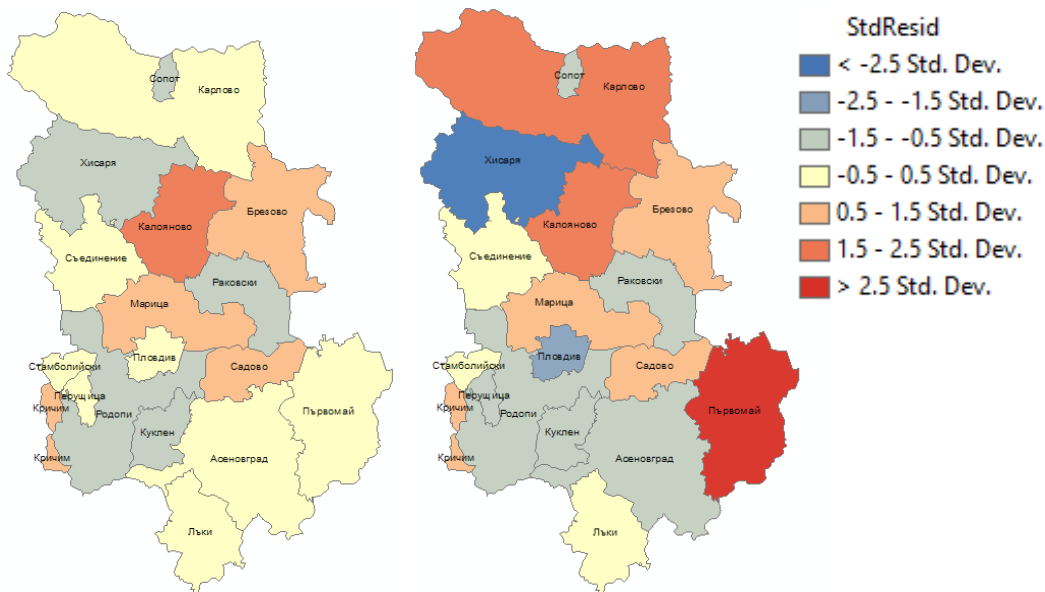 Сопот
Карлово
Хисаря
Брезово
Калояново
Съединение
Раковски
Марица
Пловдив
Стамболийски
Садово
Перущица
Кричим
Родопи
Първомай
Куклен
Кричим
Асеновград
Лъки
Сопот
Карлово
Хисаря
Брезово
Калояново
Съединение
Раковски
Марица
Пловдив
Стамболийски
Садово
Перущица
Кричим
Родопи
Първомай
Куклен
Кричим
Асеновград
Лъки
StdResid
< -2.5 Std. Dev.
-2.5 - -1.5 Std. Dev.
-1.5 - -0.5 Std. Dev.
-0.5 - 0.5 Std. Dev.
0.5 - 1.5 Std. Dev.
1.5 - 2.5 Std. Dev.
> 2.5 Std. Dev.